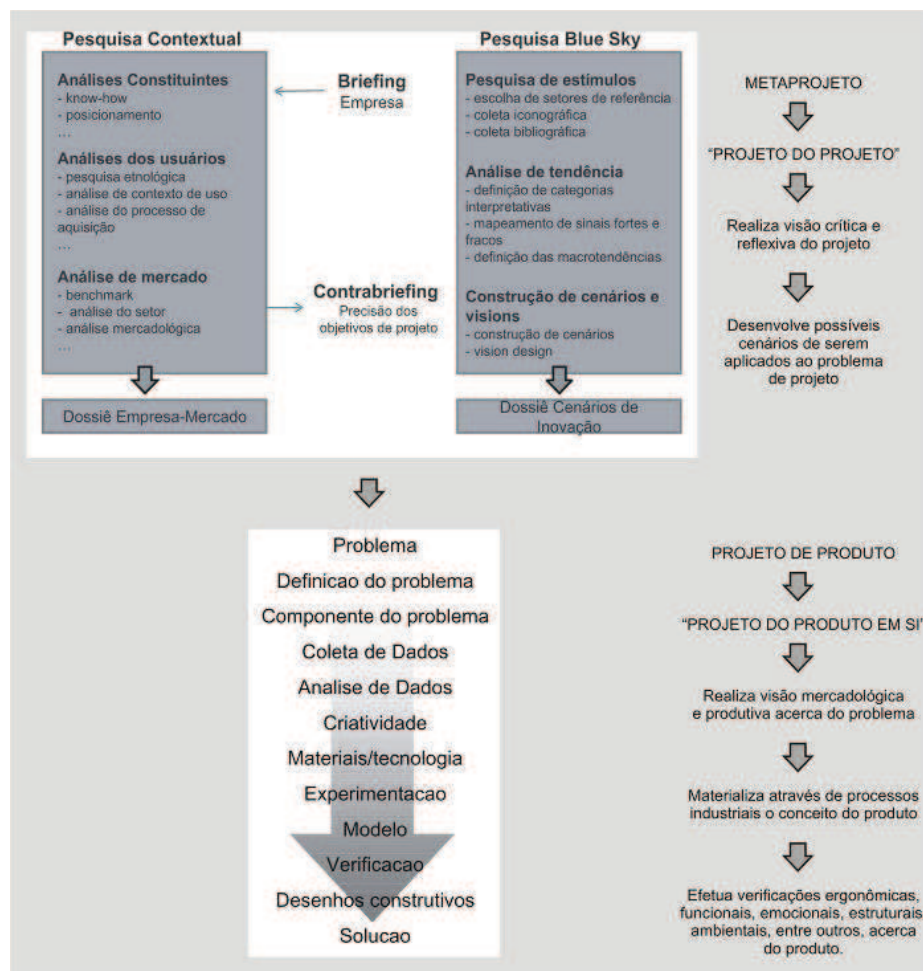 Pesquisa Contextual
Análises Constituintes
- know-how
- posicionamento
...
Análises dos usuários
- pesquisa etnológica
- análise de contexto de uso
- análise do processo de
aquisição
...
Análise de mercado
- benchmark
- análise do setor
- análise mercadológica
...
Dossiê Empresa-Mercado
Briefing
Empresa
Contrabriefing
Precisão dos
objetivos de projeto
Pesquisa Blue Sky
Pesquisa de estímulos
- escolha de setores de referência
- coleta iconográfica
- coleta bibliográfica
Análise de tendência
- definição de categorias
interpretativas
- mapeamento de sinais fortes e
fracos
- definição das macrotendências
Construção de cenários e
visions
- construção de cenários
- vision design
Dossiê Cenários de
Inovação
METAPROJETO
"PROJETO DO PROJETO"
Realiza visão crítica e
reflexiva do projeto
Desenvolve possíveis
cenários de serem
aplicados ao problema
de projeto
Problema
Definicao do problema
Componente do problema
Coleta de Dados
Analise de Dados
Criatividade
Materiais/tecnologia
Experimentacao
Modelo
Verificacao
Desenhos construtivos
Solucao
PROJETO DE PRODUTO
"PROJETO DO PRODUTO EM SI"
Realiza visão mercadológica
e produtiva acerca do problema
Materializa através de processos
industriais o conceito do produto
Efetua verificações ergonômicas,
funcionais, emocionais, estruturais
ambientais, entre outros, acerca
do produto.